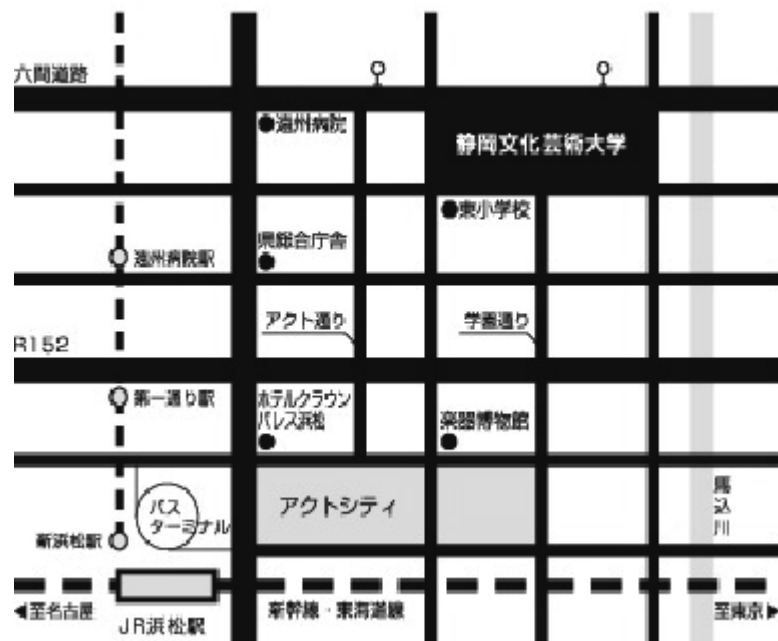 六間道路
遠州病院
静岡文化芸術大学
東小学校
県総合庁舎
遠州病院駅
アクト通り
学園通り
R152
第一通り駅
ホテルクラウン
パレス浜松
楽器博物館
アクトシティ
バス
ターミナル
馬込川
新浜松駅
◀至名古屋
新幹線・東海道線
至東京▶
JR浜松駅